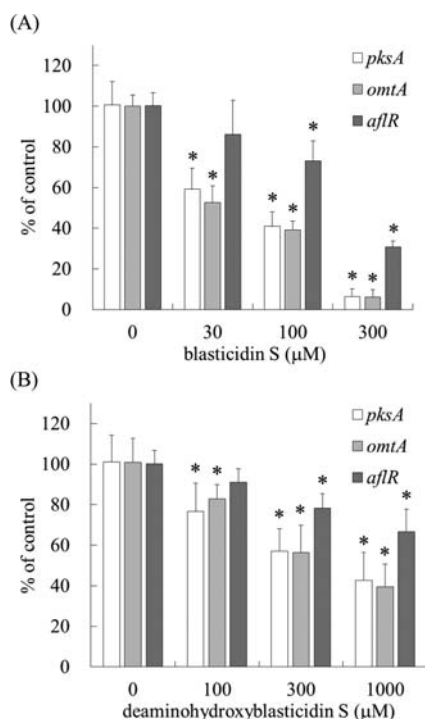 (A)
120
100
80
60
40
20
0
% of control
pksA
omtA
aflR
* * * * * * * *
0 30 100 300
blasticidin S (μM)
(B)
120
100
80
60
40
20
0
% of control
pksA
omtA
aflR
* * * * * * * *
0 100 300 1000
deaminohydroxyblasticidin S (μM)